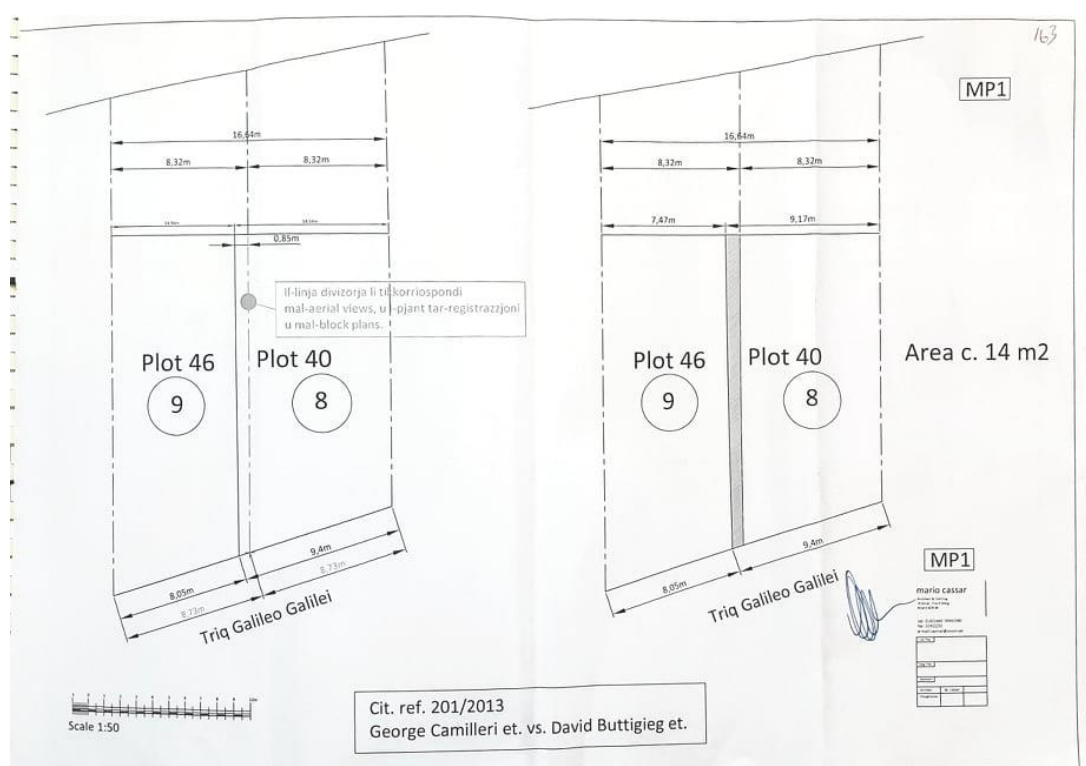 163
MP1
16,64m
8,32m
8,32m
0,85m
Il-linja diviżorja li tikkorrispondi
mal-aerial views, u l-pjant tar-registrazzjoni
u mal-block plans.
Plot 46
Plot 40
9
8
8,05m
9,4m
8,73m
8,73m
Triq Galileo Galilei
16,64m
8,32m
8,32m
7,47m
9,17m
Plot 46
Plot 40
Area c. 14 m2
9
8
8,05m
9,4m
Triq Galileo Galilei
MP1
mario cassar
Scale 1:50
Cit. ref. 201/2013
George Camilleri et. vs. David Buttigieg et.